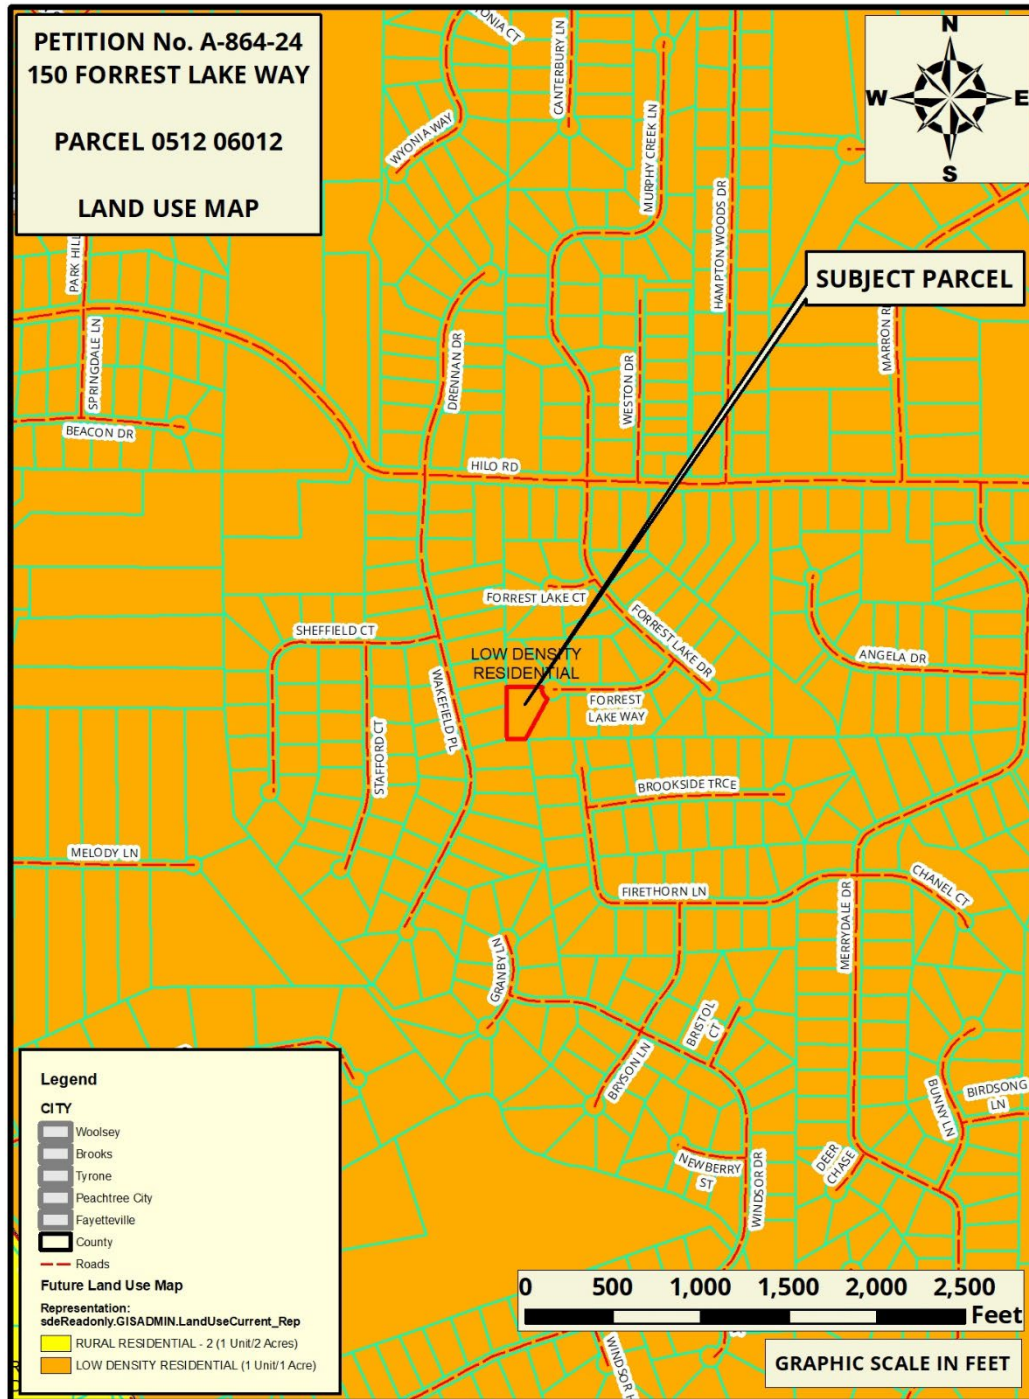 PETITION No. A-864-24
150 FORREST LAKE WAY
PARCEL 0512 06012
LAND USE MAP
N
W
E
S
SUBJECT PARCEL
CANTERBURY LN
WYONIA WAY
MURPHY CREEK LN
HAMPTON WOODS DR
PARK HILL
SPRINGDALE LN
BEACON DR
DRENNAN DR
WESTON DR
HILO RD
FORREST LAKE CT
FORREST LAKE DR
SHEFFIELD CT
LOW DENSITY
RESIDENTIAL
ANGELA DR
WAKEFIELD PL
FORREST
LAKE WAY
STAFFORD CT
BROOKSIDE TRCE
MELODY LN
FIRETHORN LN
CHANEL CT
MERRYDALE DR
GRANBY LN
BRISTOL
CT
BRYSON LN
BUNNY LN
BIRDSONG
LN
NEWBERRY
ST
DEER
CHASE
WINDSOR DR
Legend
CITY
Woolsey
Brooks
Tyrone
Peachtree City
Fayetteville
County
Roads
Future Land Use Map
Representation:
sdeReadonly.GISADMIN.LandUseCurrent_Rep
RURAL RESIDENTIAL - 2 (1 Unit/2 Acres)
LOW DENSITY RESIDENTIAL (1 Unit/1 Acre)
0 500 1,000 1,500 2,000 2,500
Feet
GRAPHIC SCALE IN FEET